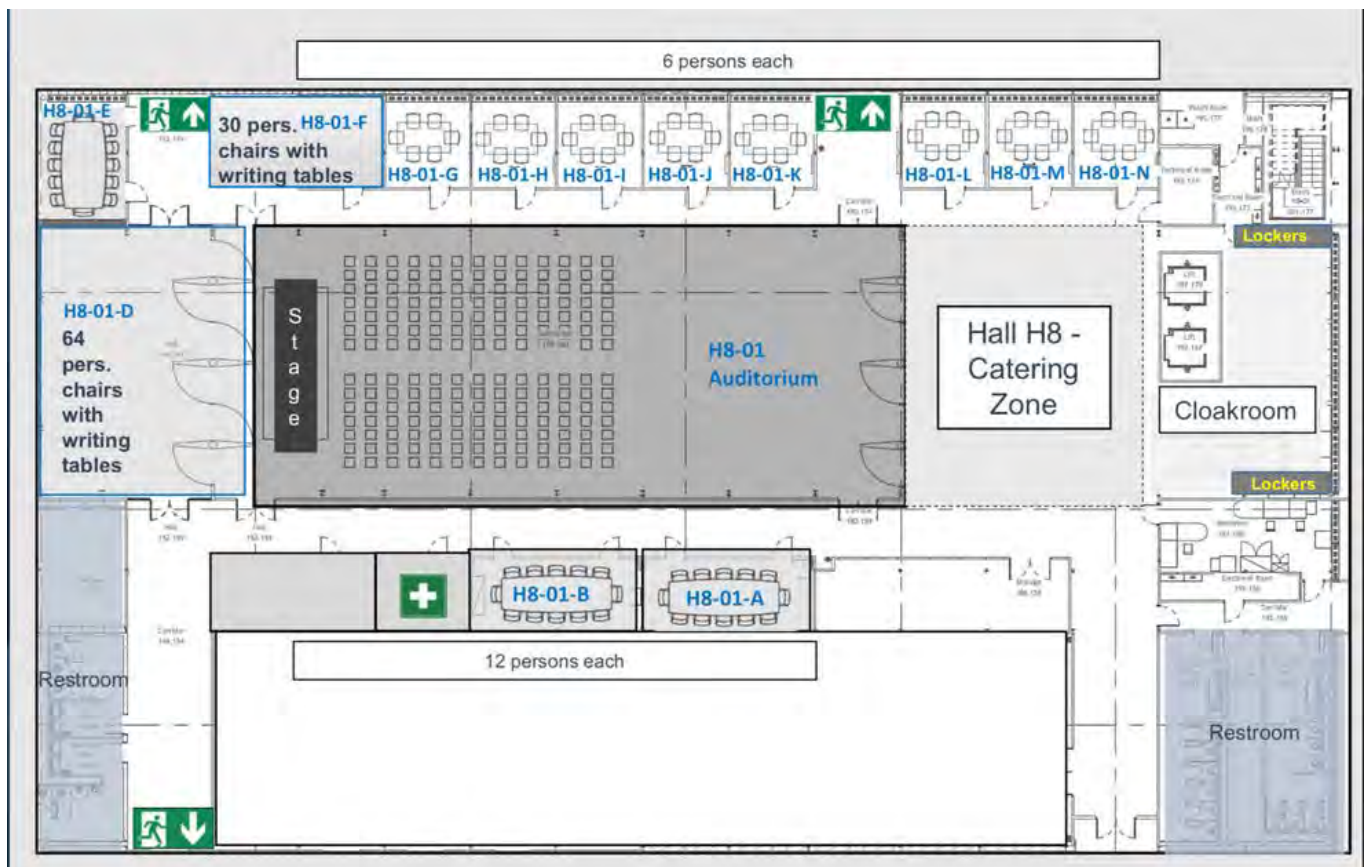 6 persons each
H8-01-E
30 pers. H8-01-F
chairs with
writing tables
H8-01-G
H8-01-H
H8-01-I
H8-01-J
H8-01-K
H8-01-L
H8-01-M
H8-01-N
Lockers
H8-01-D
64
pers.
chairs
with
writing
tables
Stage
H8-01
Auditorium
Hall H8 -
Catering
Zone
Cloakroom
Lockers
H8-01-B
H8-01-A
12 persons each
Restroom
Restroom